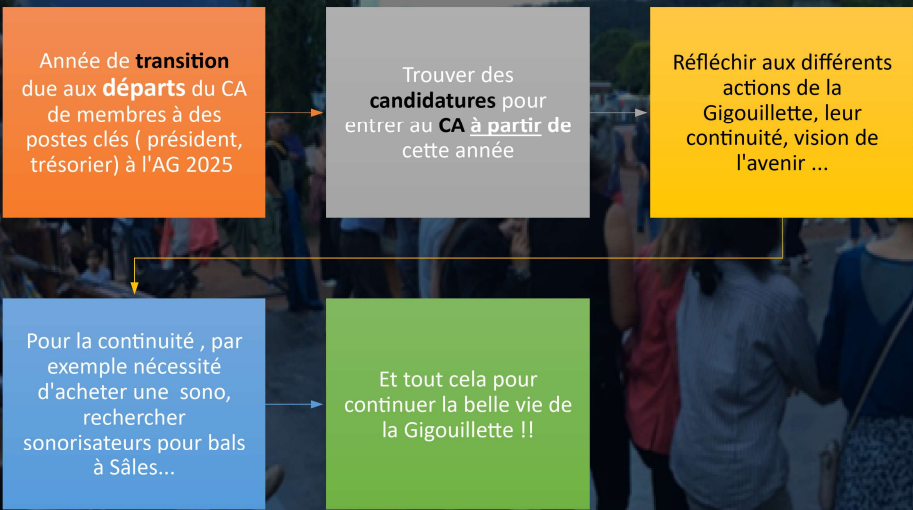 Année de transition
due aux départs du CA
de membres à des
postes clés ( président,
trésorier) à l'AG 2025
Trouver des
candidatures pour
entrer au CA à partir de
cette année
Réfléchir aux différents
actions de la
Gigouillette, leur
continuité, vision de
l'avenir ...
Pour la continuité , par
exemple nécessité
d'acheter une sono,
rechercher
sonorisateurs pour bals
à Sâles...
Et tout cela pour
continuer la belle vie de
la Gigouillette !!